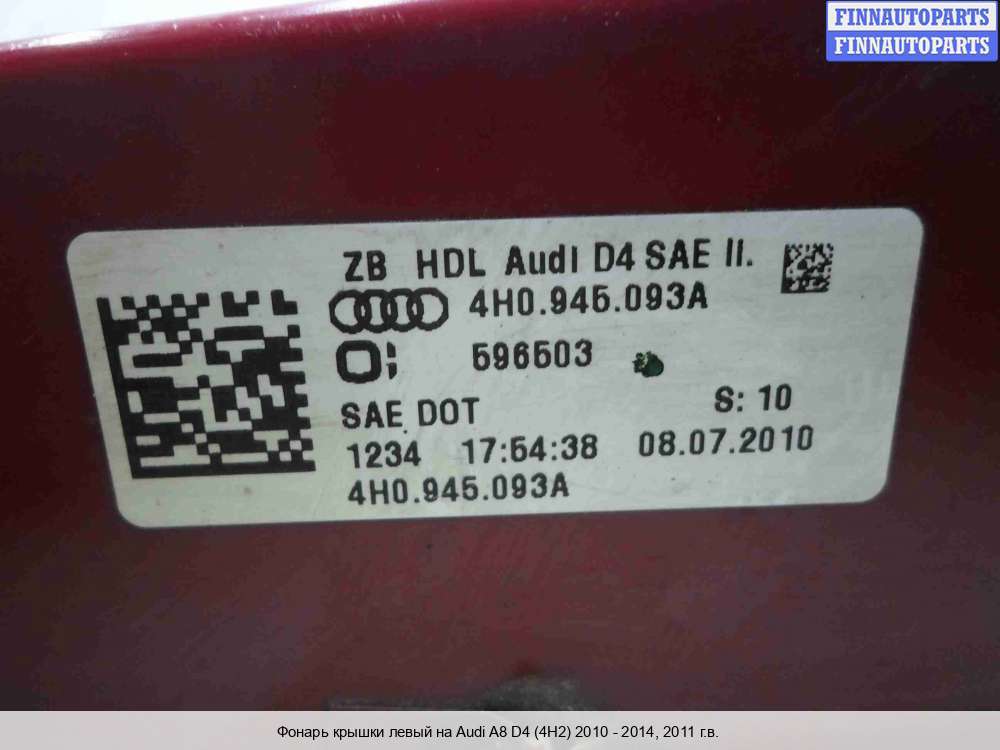 FINNAUTOPARTS
FINNAUTOPARTS
ZB HDL Audi D4 SAE II.
4H0.945.093A
596503
SAE DOT
S: 10
1234 17:54:38 08.07.2010
4H0.945.093A
Фонарь крышки левый на Audi A8 D4 (4H2) 2010 - 2014, 2011 г.в.